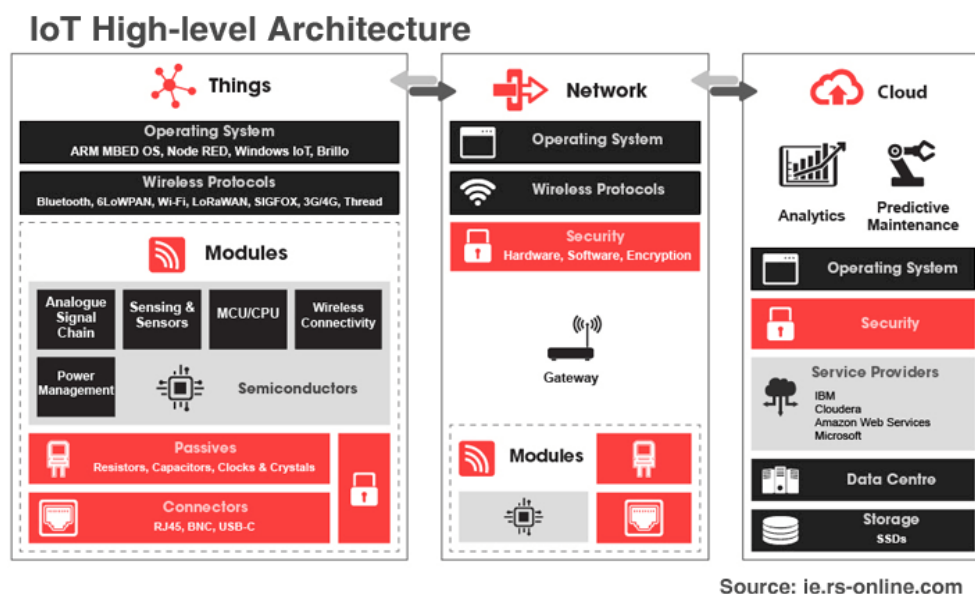 IoT High-level Architecture
Things
Operating System
ARM MBED OS, Node RED, Windows IoT, Brillo
Wireless Protocols
Bluetooth, 6LoWPAN, Wi-Fi, LoRaWAN, SIGFOX, 3G/4G, Thread
Modules
Analogue
Signal
Chain
Sensing &
Sensors
MCU/CPU
Wireless
Connectivity
Power
Management
Semiconductors
Passives
Resistors, Capacitors, Clocks & Crystals
Connectors
RJ45, BNC, USB-C
Network
Operating System
Wireless Protocols
Security
Hardware, Software, Encryption
Gateway
Modules
Cloud
Analytics
Predictive
Maintenance
Operating System
Security
Service Providers
IBM
Cloudera
Amazon Web Services
Microsoft
Data Centre
Storage
SSDs
Source: ie.rs-online.com